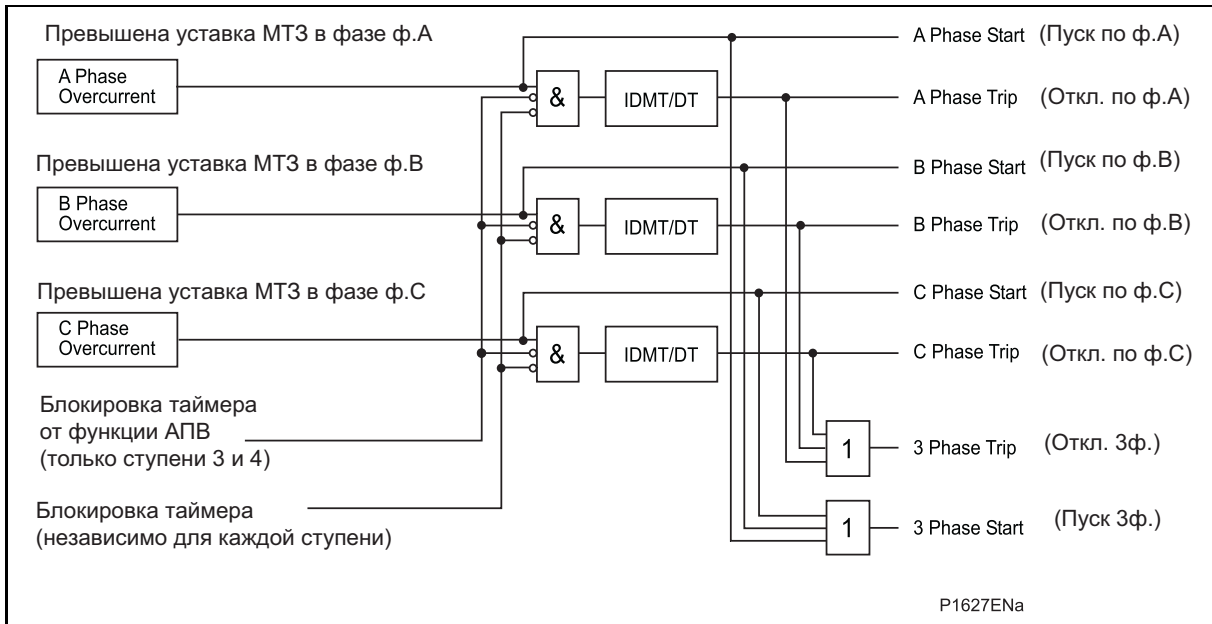 Превышена уставка МТЗ в фазе ф.А
A Phase
Overcurrent
&
IDMT/DT
A Phase Start (Пуск по ф.А)
A Phase Trip (Откл. по ф.А)
Превышена уставка МТЗ в фазе ф.В
B Phase
Overcurrent
&
IDMT/DT
B Phase Start (Пуск по ф.В)
B Phase Trip (Откл. по ф.В)
Превышена уставка МТЗ в фазе ф.С
C Phase
Overcurrent
&
IDMT/DT
C Phase Start (Пуск по ф.С)
C Phase Trip (Откл. по ф.С)
Блокировка таймера
от функции АПВ
(только ступени 3 и 4)
1
3 Phase Trip (Откл. 3ф.)
Блокировка таймера
(независимо для каждой ступени)
1
3 Phase Start (Пуск 3ф.)
P1627ENa